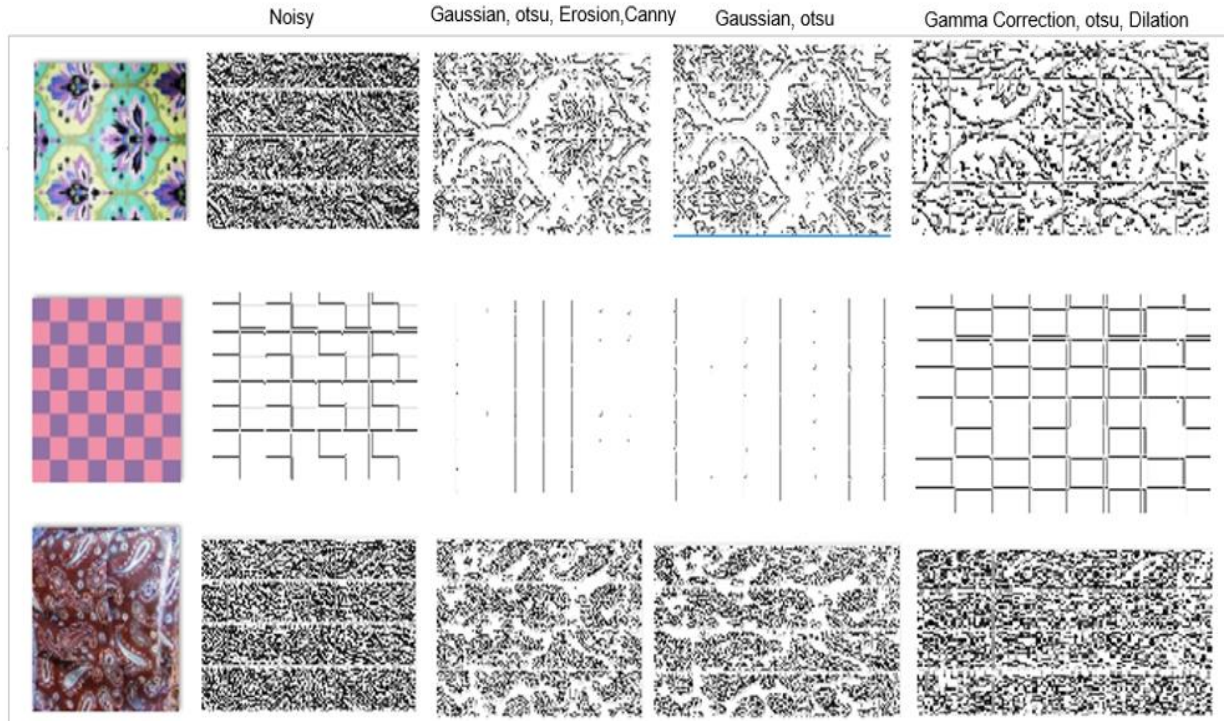 Noisy
Gaussian, otsu, Erosion,Canny
Gaussian, otsu
Gamma Correction, otsu, Dilation